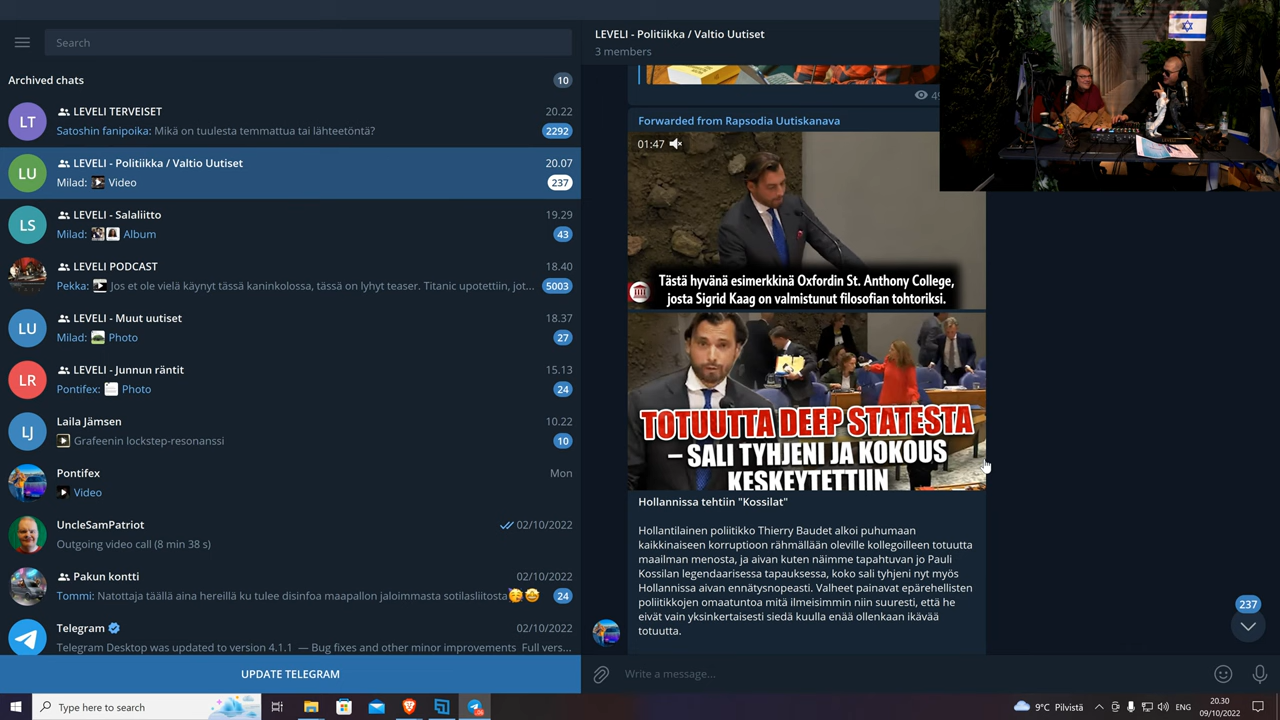 Search
Archived chats
10
LT
LEVELI TERVEISET
20.22
Satoshin fanipoika: Mikä on tuulesta temmattua tai lähteetöntä?
2292
LU
LEVELI - Politiikka / Valtio Uutiset
20.07
Milad: Video
237
LS
LEVELI - Salaliitto
19.29
Milad: Album
43
LEVELI PODCAST
18.40
Pekka: Jos et ole vielä käynyt tässä kaninkolossa, tässä on lyhyt teaser. Titanic upotettiin, jot...
5003
LU
LEVELI - Muut uutiset
18.37
Milad: Photo
27
LR
LEVELI - Junnun räntit
15.13
Pontifex: Photo
24
LJ
Laila Jämsen
10.22
Grafeenin lockstep-resonanssi
10
Pontifex
Mon
Video
UncleSamPatriot
02/10/2022
Outgoing video call (8 min 38 s)
Pakun kontti
02/10/2022
Tommi: Natottaja täällä aina hereillä ku tulee disinfoa maapallon jaloimmasta sotilasliitosta🥳🤩
24
Telegram
02/10/2022
Telegram Desktop was updated to version 4.1.1 — Bug fixes and other minor improvements Full vers...
UPDATE TELEGRAM
LEVELI - Politiikka / Valtio Uutiset
3 members
Forwarded from Rapsodia Uutiskanava
01:47
Tästä hyvänä esimerkkinä Oxfordin St. Anthony College,
josta Sigrid Kaag on valmistunut filosofian tohtoriksi.
TOTUUTTA DEEP STATESTA
– SALI TYHJENI JA KOKOUS
KESKEYTETTIIN
Hollannissa tehtiin "Kossilat"
Hollantilainen poliitikko Thierry Baudet alkoi puhumaan
kaikkinaiseen korruptioon rähmällään oleville kollegoilleen totuutta
maailman menosta, ja aivan kuten näimme tapahtuvan jo Pauli
Kossilan legendaarisessa tapauksessa, koko sali tyhjeni nyt myös
Hollannissa aivan ennätysnopeasti. Valheet painavat epärehellisten
poliitikkojen omaatuntoa mitä ilmeisimmin niin suuresti, että he
eivät vain yksinkertaisesti siedä kuulla enää ollenkaan ikävää
totuutta.
237
Write a message...
Type here to search
9°C Pilvistä
ENG
20.30
09/10/2022